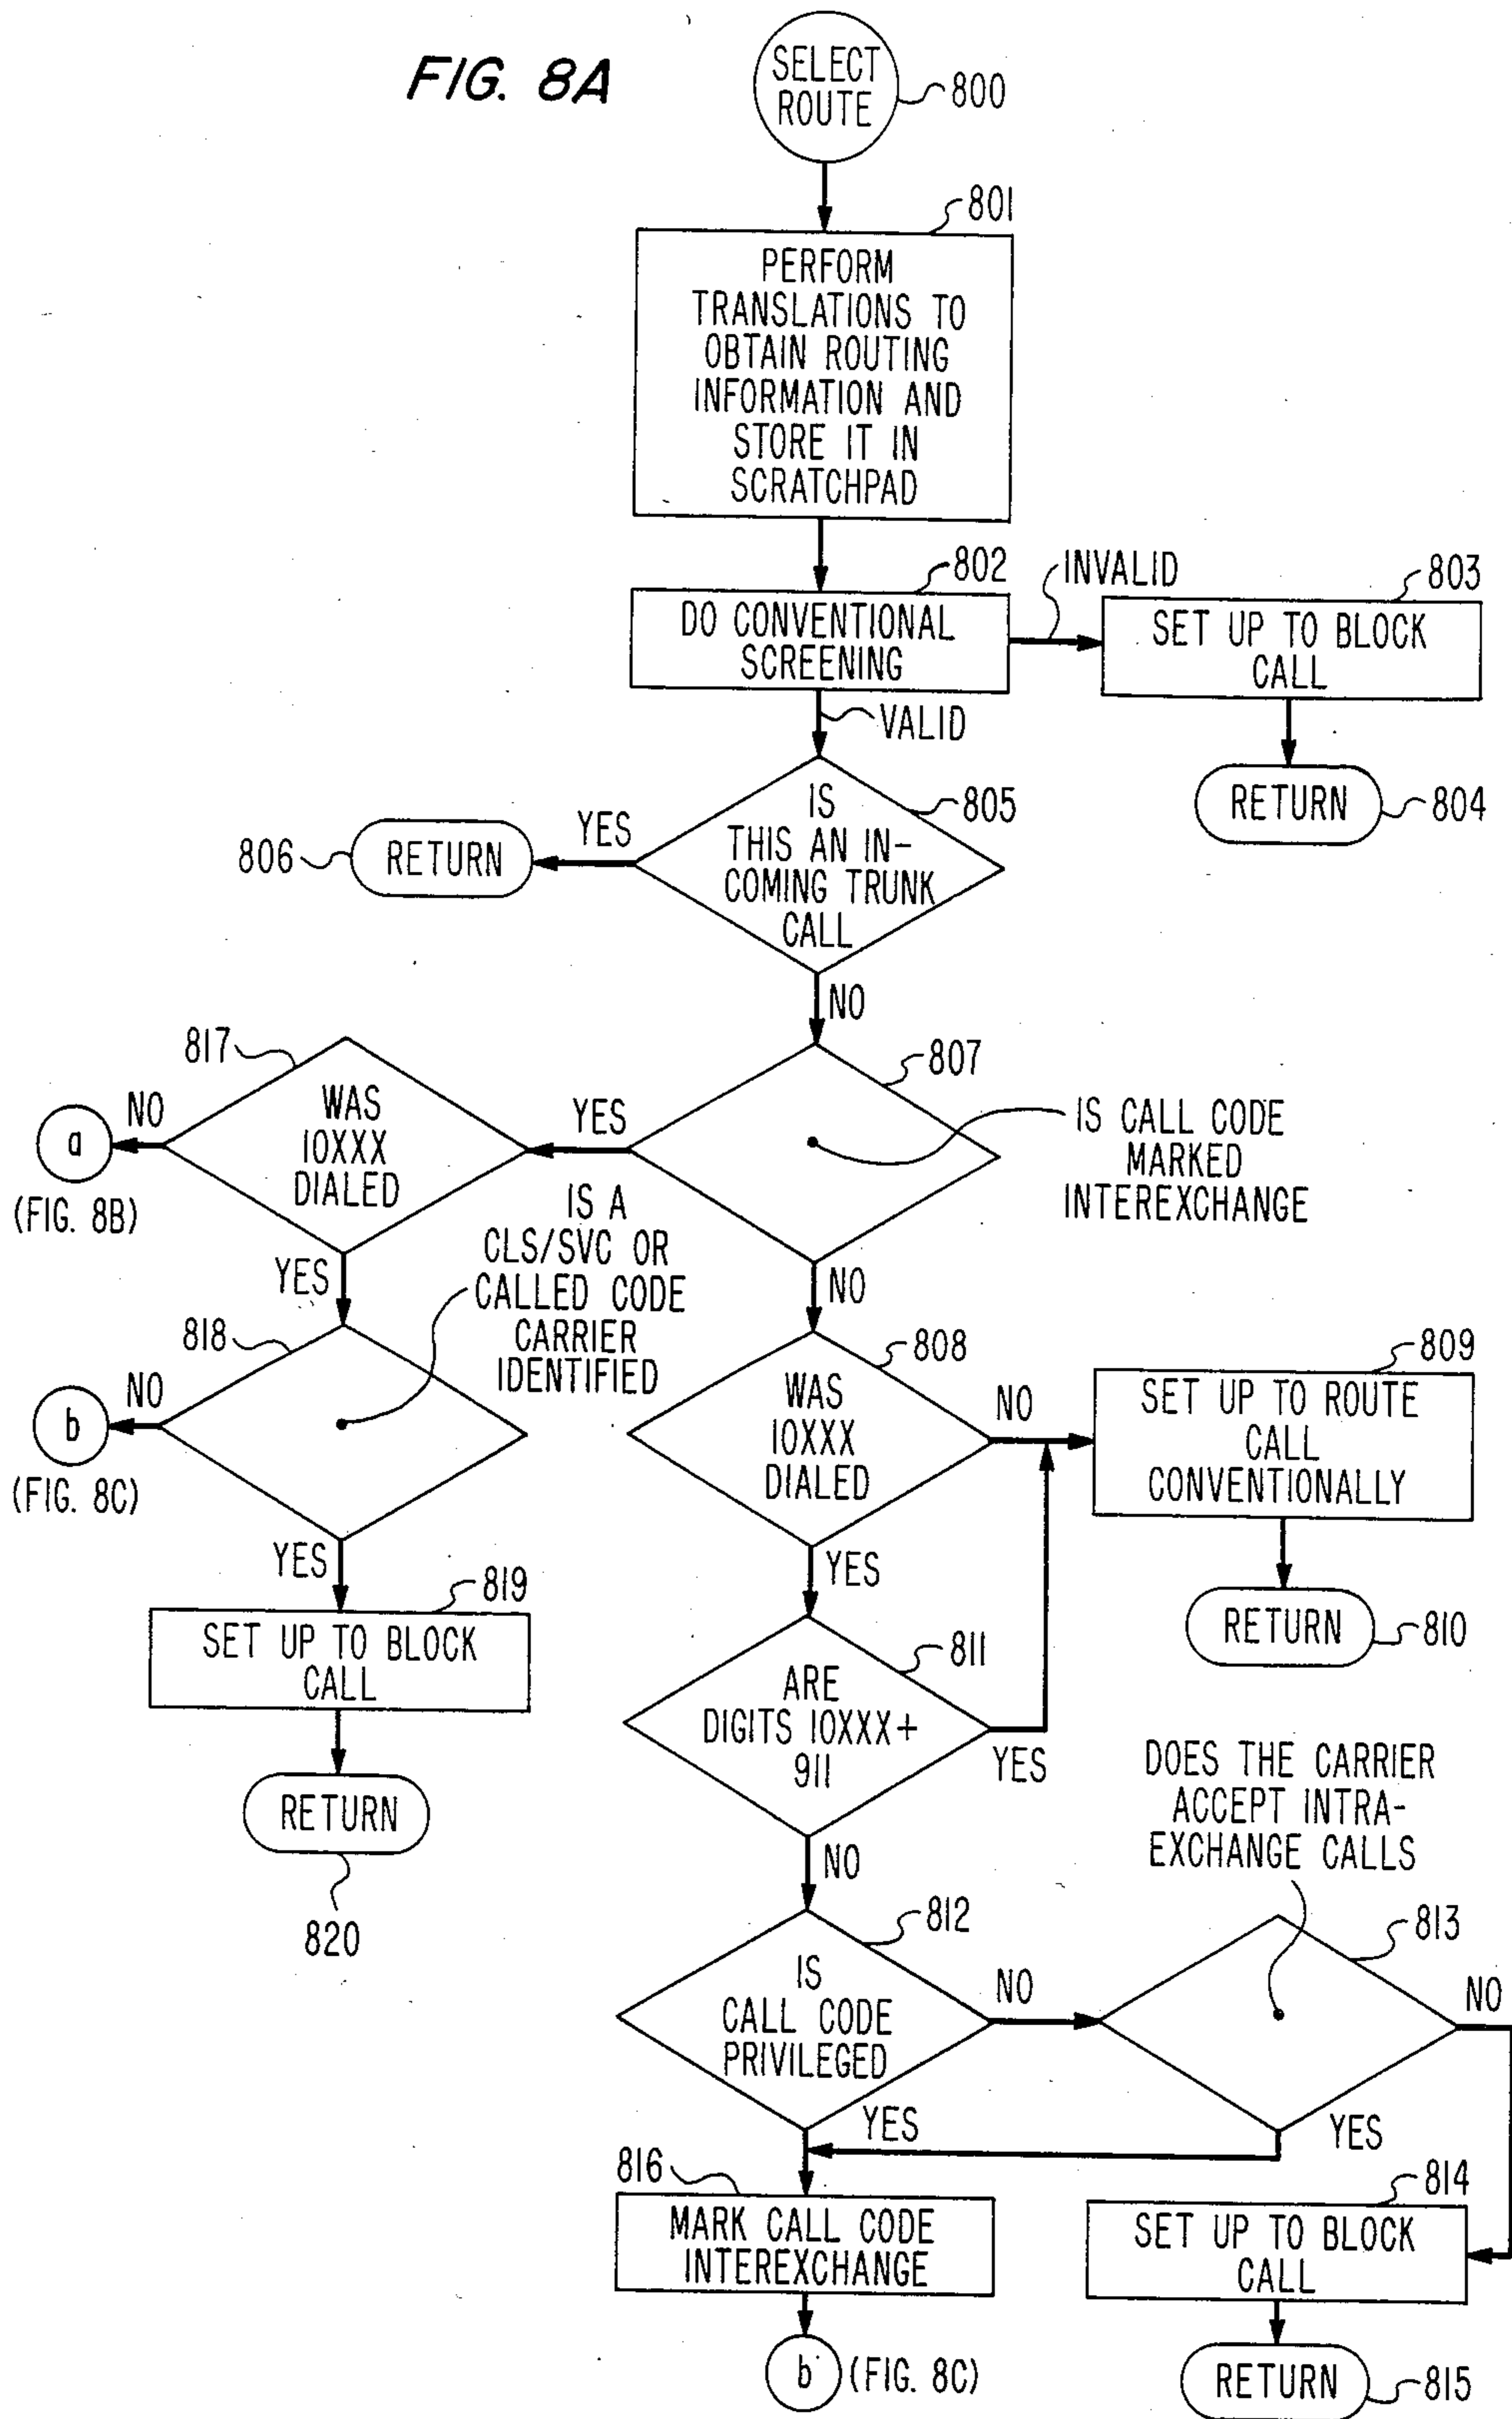 FIG. 8A
SELECT
ROUTE
800
801
PERFORM
TRANSLATIONS TO
OBTAIN ROUTING
INFORMATION AND
STORE IT IN
SCRATCHPAD
802
DO CONVENTIONAL
SCREENING
INVALID
803
SET UP TO BLOCK
CALL
VALID
RETURN
804
805
IS
THIS AN IN-
COMING TRUNK
CALL
YES
806
RETURN
NO
807
IS CALL CODE
MARKED
INTEREXCHANGE
YES
817
WAS
10XXX
DIALED
NO
a
(FIG. 8B)
YES
IS A
CLS/SVC OR
CALLED CODE
CARRIER
IDENTIFIED
818
NO
b
(FIG. 8C)
YES
819
SET UP TO BLOCK
CALL
RETURN
820
NO
808
WAS
10XXX
DIALED
NO
809
SET UP TO ROUTE
CALL
CONVENTIONALLY
RETURN
810
YES
811
ARE
DIGITS 10XXX+
911
YES
NO
812
IS
CALL CODE
PRIVILEGED
NO
DOES THE CARRIER
ACCEPT INTRA-
EXCHANGE CALLS
813
NO
YES
YES
816
MARK CALL CODE
INTEREXCHANGE
b
(FIG. 8C)
814
SET UP TO BLOCK
CALL
RETURN
815